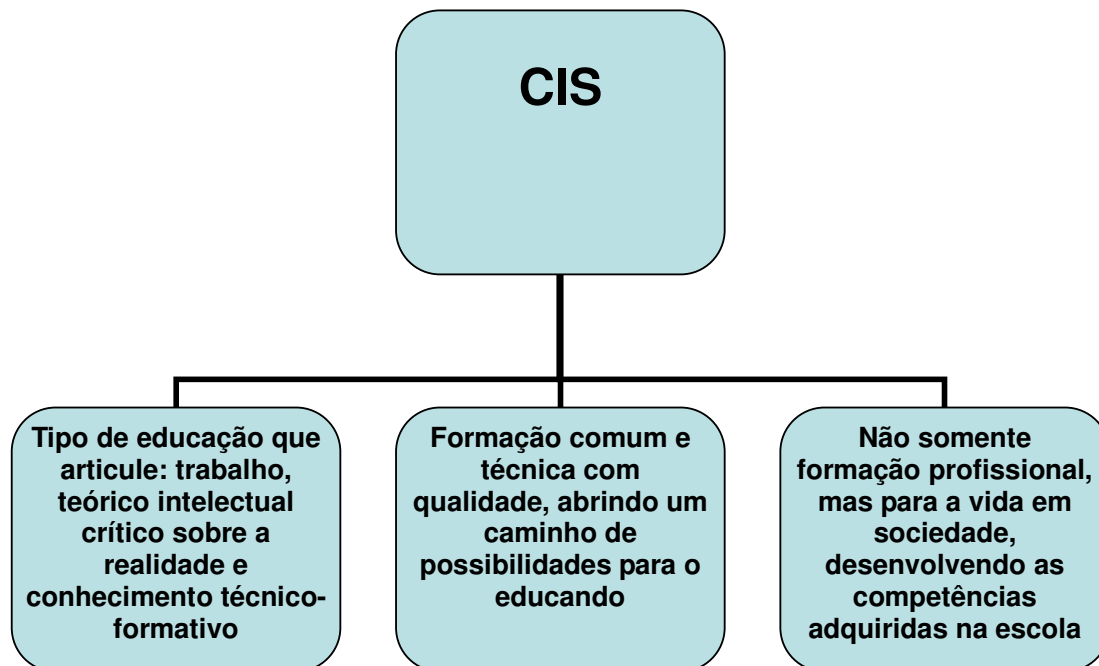 CIS
Tipo de educação que
articule: trabalho,
teórico intelectual
crítico sobre a
realidade e
conhecimento técnico-
formativo
Formação comum e
técnica com
qualidade, abrindo um
caminho de
possibilidades para o
educando
Não somente
formação profissional,
mas para a vida em
sociedade,
desenvolvendo as
competências
adquiridas na escola